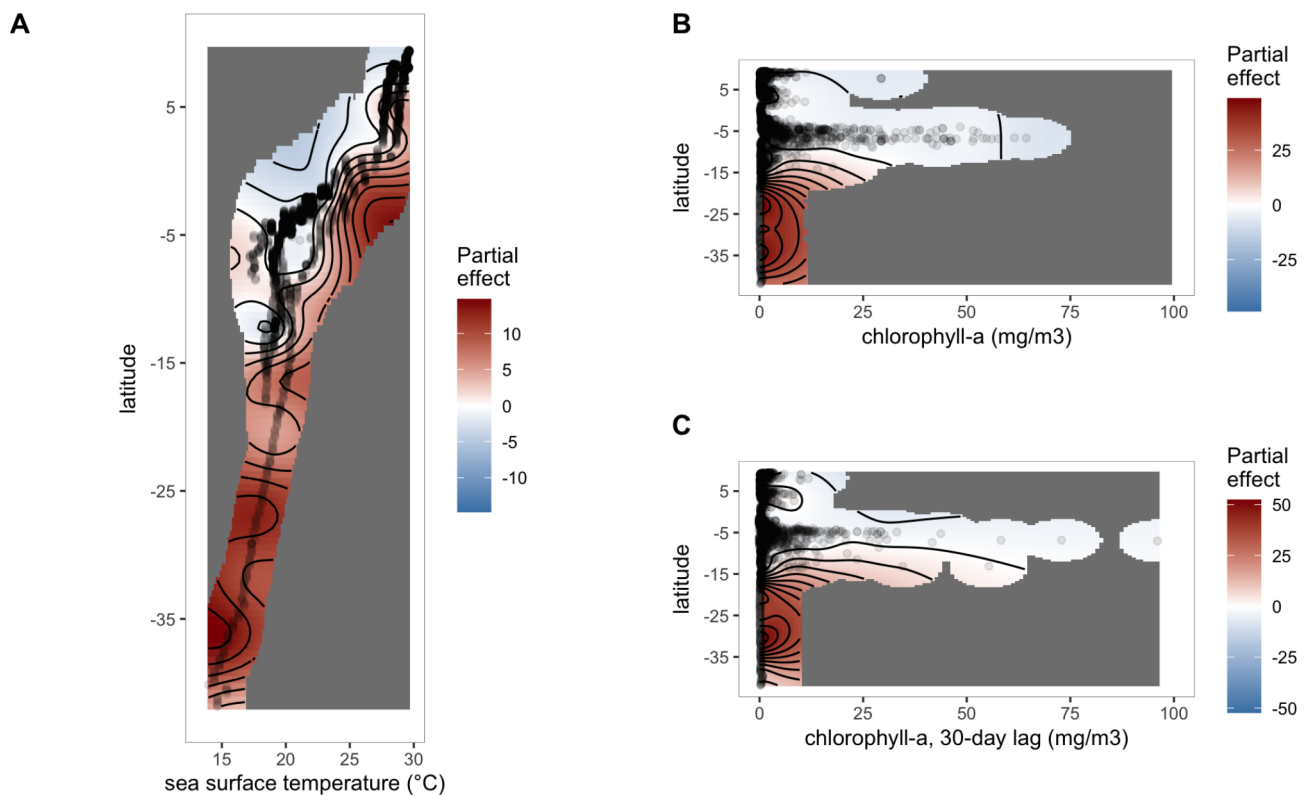 A
5
-5
-15
-25
-35
latitude
15
20
25
30
sea surface temperature (°C)
Partial
effect
10
5
0
-5
-10
B
5
-5
-15
-25
-35
latitude
0
25
50
75
100
chlorophyll-a (mg/m3)
Partial
effect
25
0
-25
C
5
-5
-15
-25
-35
latitude
0
25
50
75
100
chlorophyll-a, 30-day lag (mg/m3)
Partial
effect
50
25
0
-25
-50